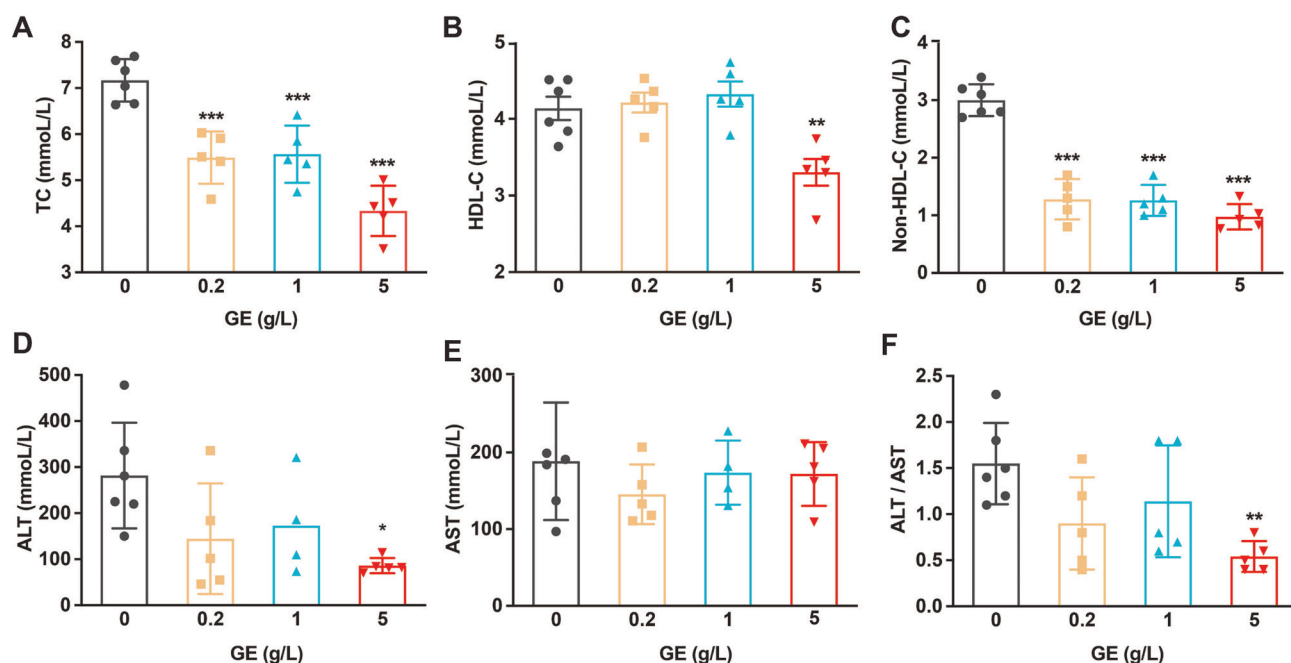 A
TC (mmoL/L)
8
7
6
5
4
3
***
***
***
0 0.2 1 5
GE (g/L)
B
HDL-C (mmoL/L)
5
4
3
2
**
0 0.2 1 5
GE (g/L)
C
Non-HDL-C (mmoL/L)
4
3
2
1
0
***
***
***
0 0.2 1 5
GE (g/L)
D
ALT (mmoL/L)
500
400
300
200
100
0
*
0 0.2 1 5
GE (g/L)
E
AST (mmoL/L)
300
200
100
0
0 0.2 1 5
GE (g/L)
F
ALT / AST
2.5
2.0
1.5
1.0
0.5
0.0
**
0 0.2 1 5
GE (g/L)